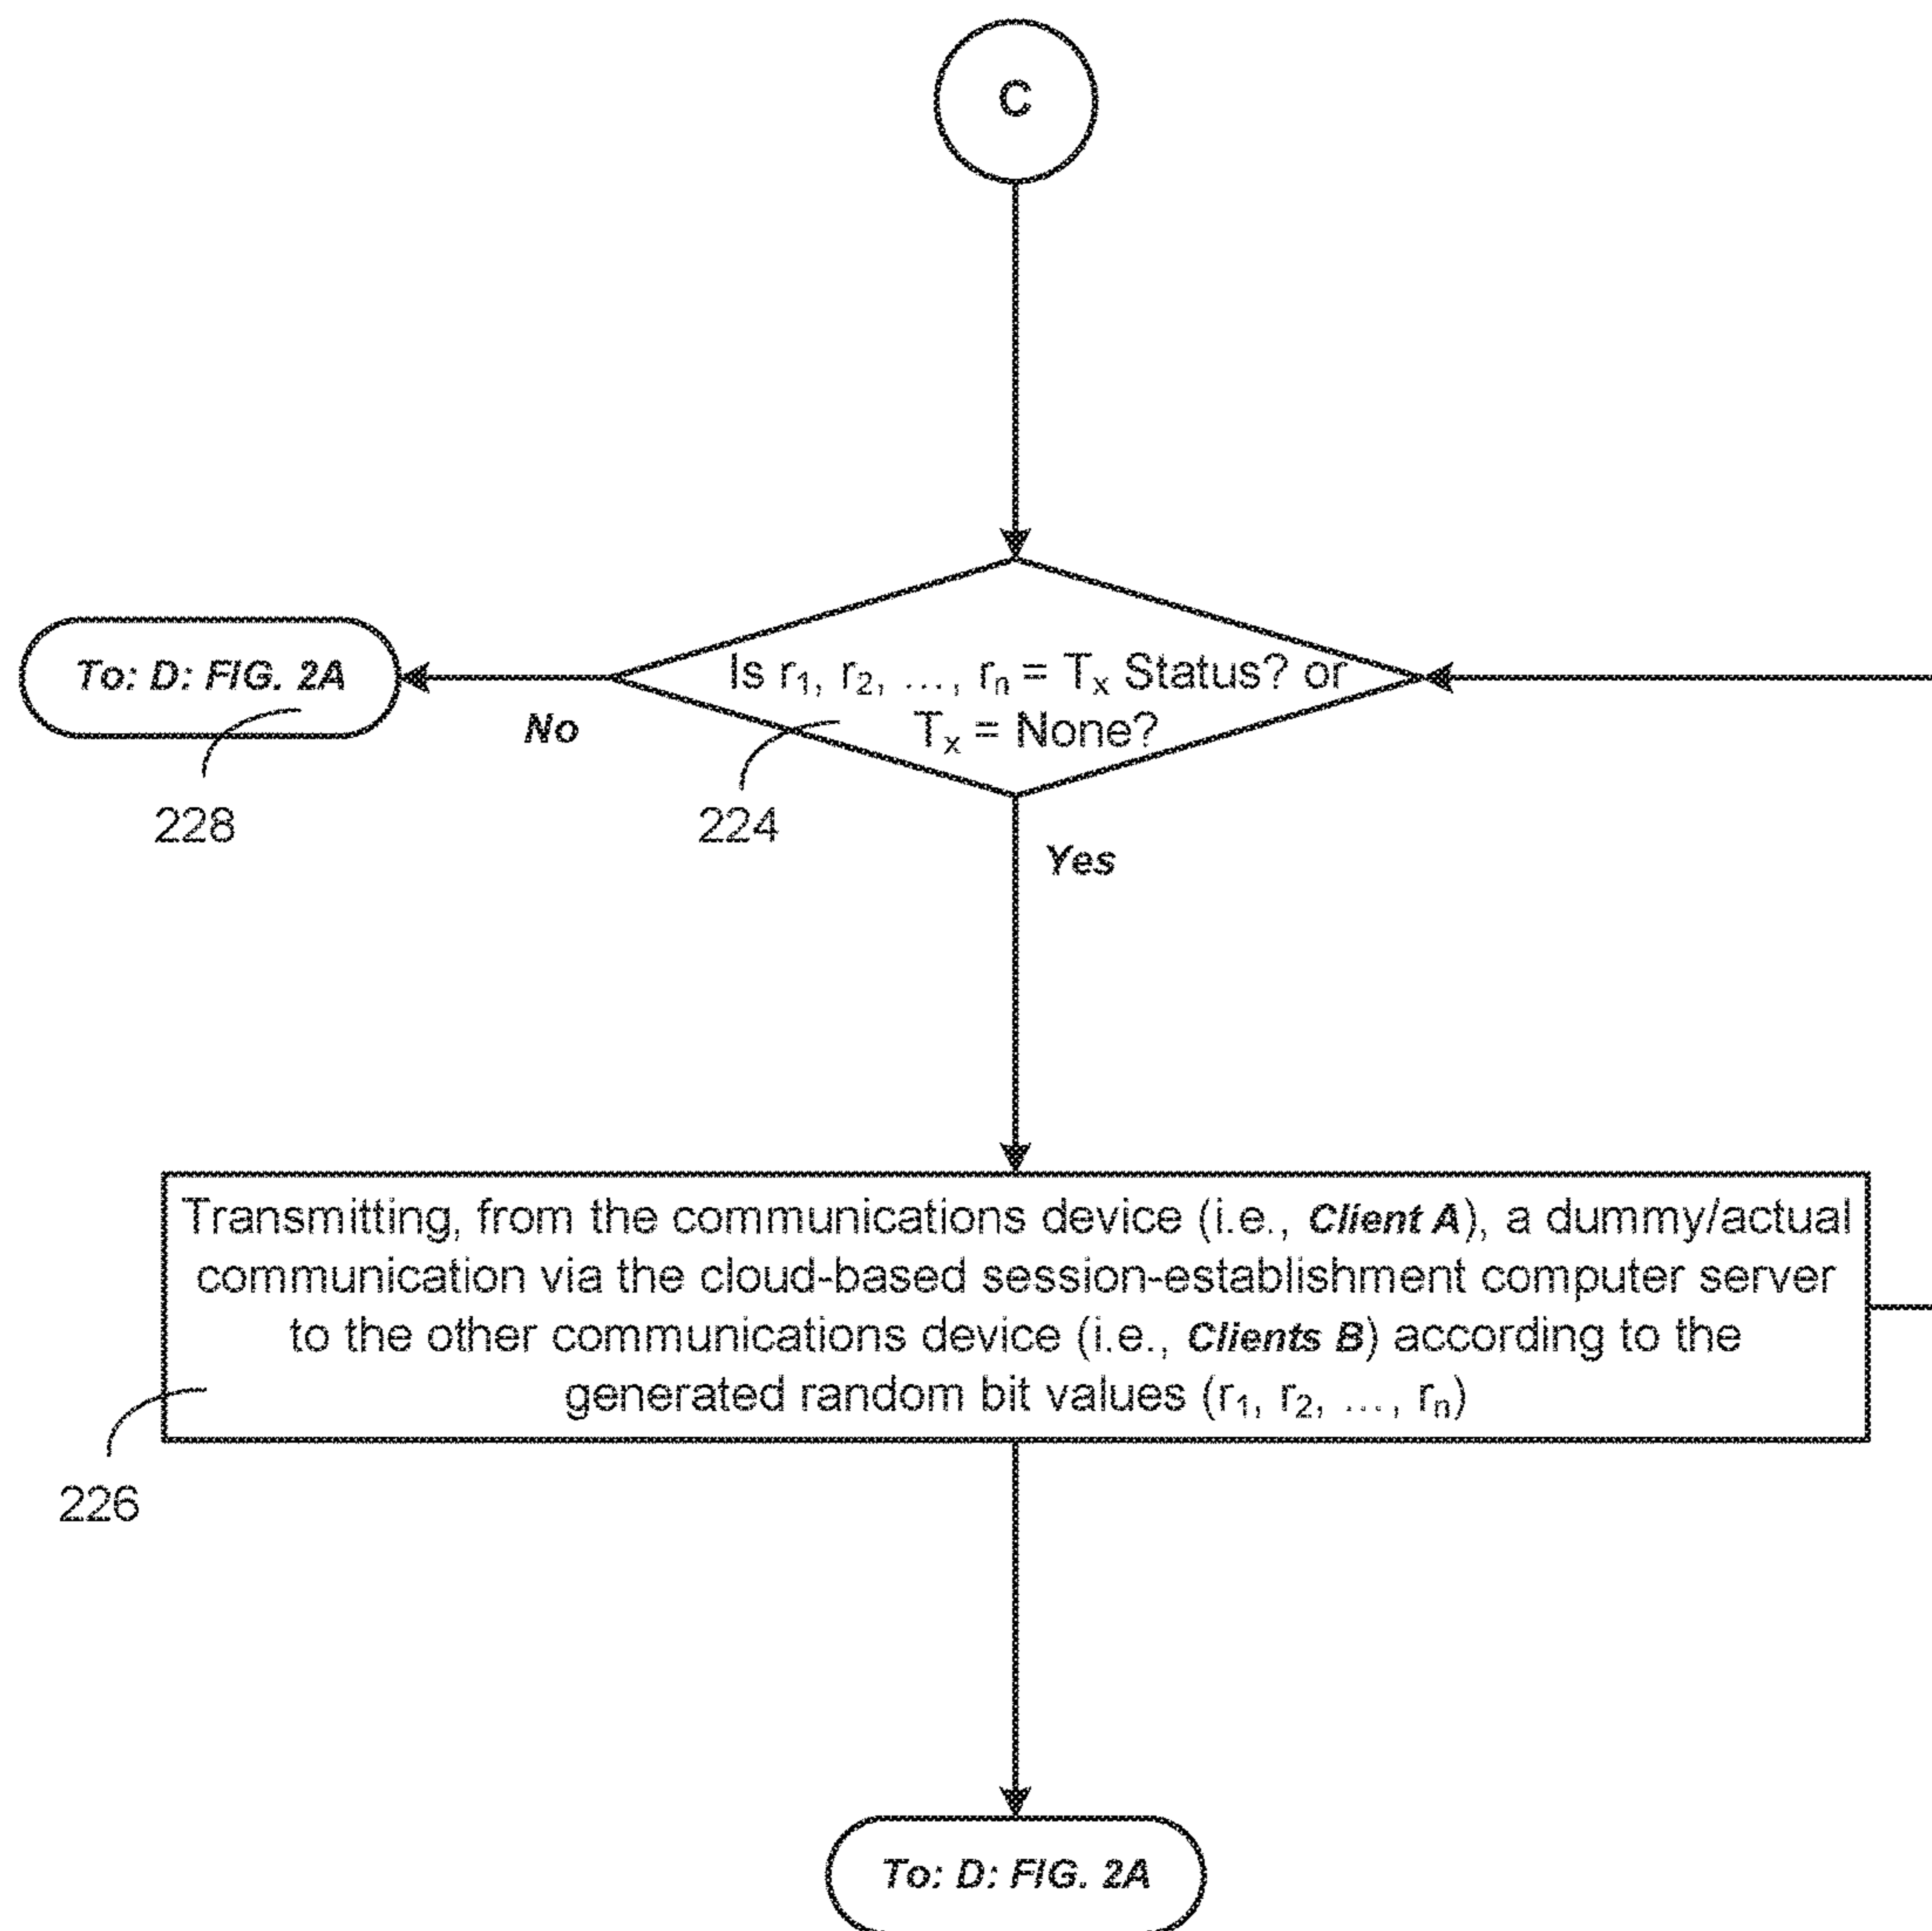 C
Is r₁, r₂, ..., rₙ = Tₓ Status? or
Tₓ = None?
To: D: FIG. 2A
No
228
224
Yes
Transmitting, from the communications device (i.e., Client A), a dummy/actual
communication via the cloud-based session-establishment computer server
to the other communications device (i.e., Clients B) according to the
generated random bit values (r₁, r₂, ..., rₙ)
226
To: D: FIG. 2A